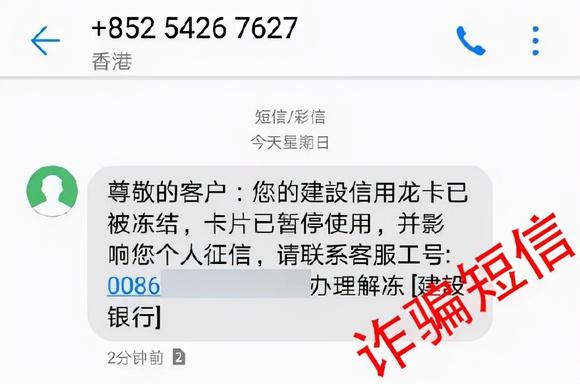 +852 5426 7627
香港
短信/彩信
今天星期日
尊敬的客户：您的建設信用龙卡已
被冻结，卡片已暂停使用，并影
响您个人征信，请联系客服工号:
0086 办理解冻 [建設
银行]
2分钟前 2
诈骗短信